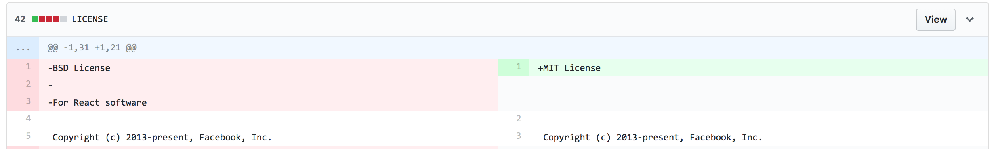 42 LICENSE View
... @@ -1,31 +1,21 @@
1 -BSD License 1 +MIT License
2 -
3 -For React software
4 2
5 Copyright (c) 2013-present, Facebook, Inc. 3 Copyright (c) 2013-present, Facebook, Inc.